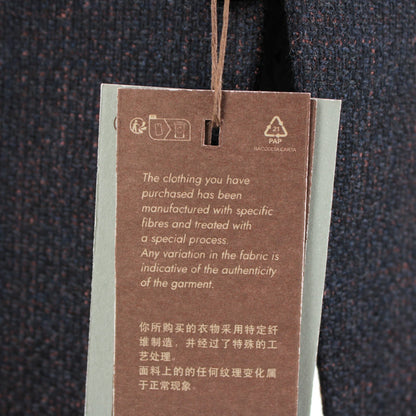 21
PAP
RACCOLTA CARTA
The clothing you have
purchased has been
manufactured with specific
fibres and treated with
a special process.
Any variation in the fabric is
indicative of the authenticity
of the garment.
你所购买的衣物采用特定纤
维制造，并经过了特殊的工
艺处理。
面料上的的任何纹理变化属
于正常现象。